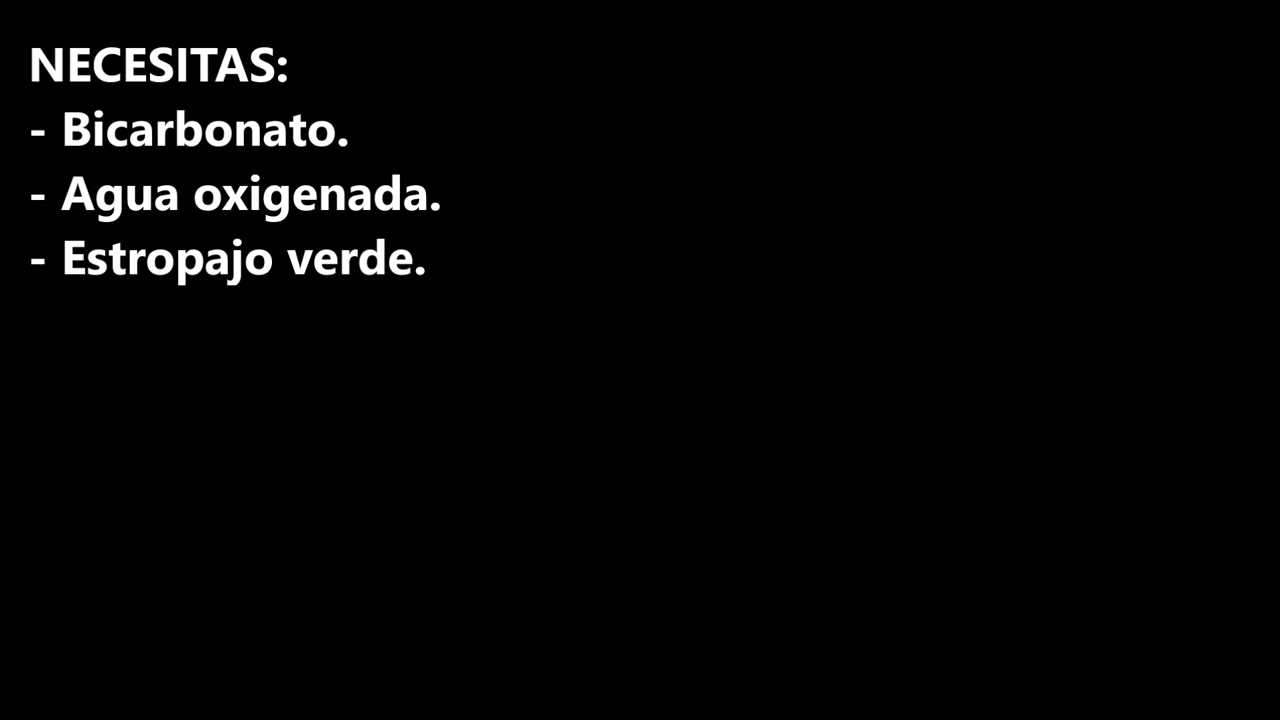 NECESITAS:
- Bicarbonato.
- Agua oxigenada.
- Estropajo verde.